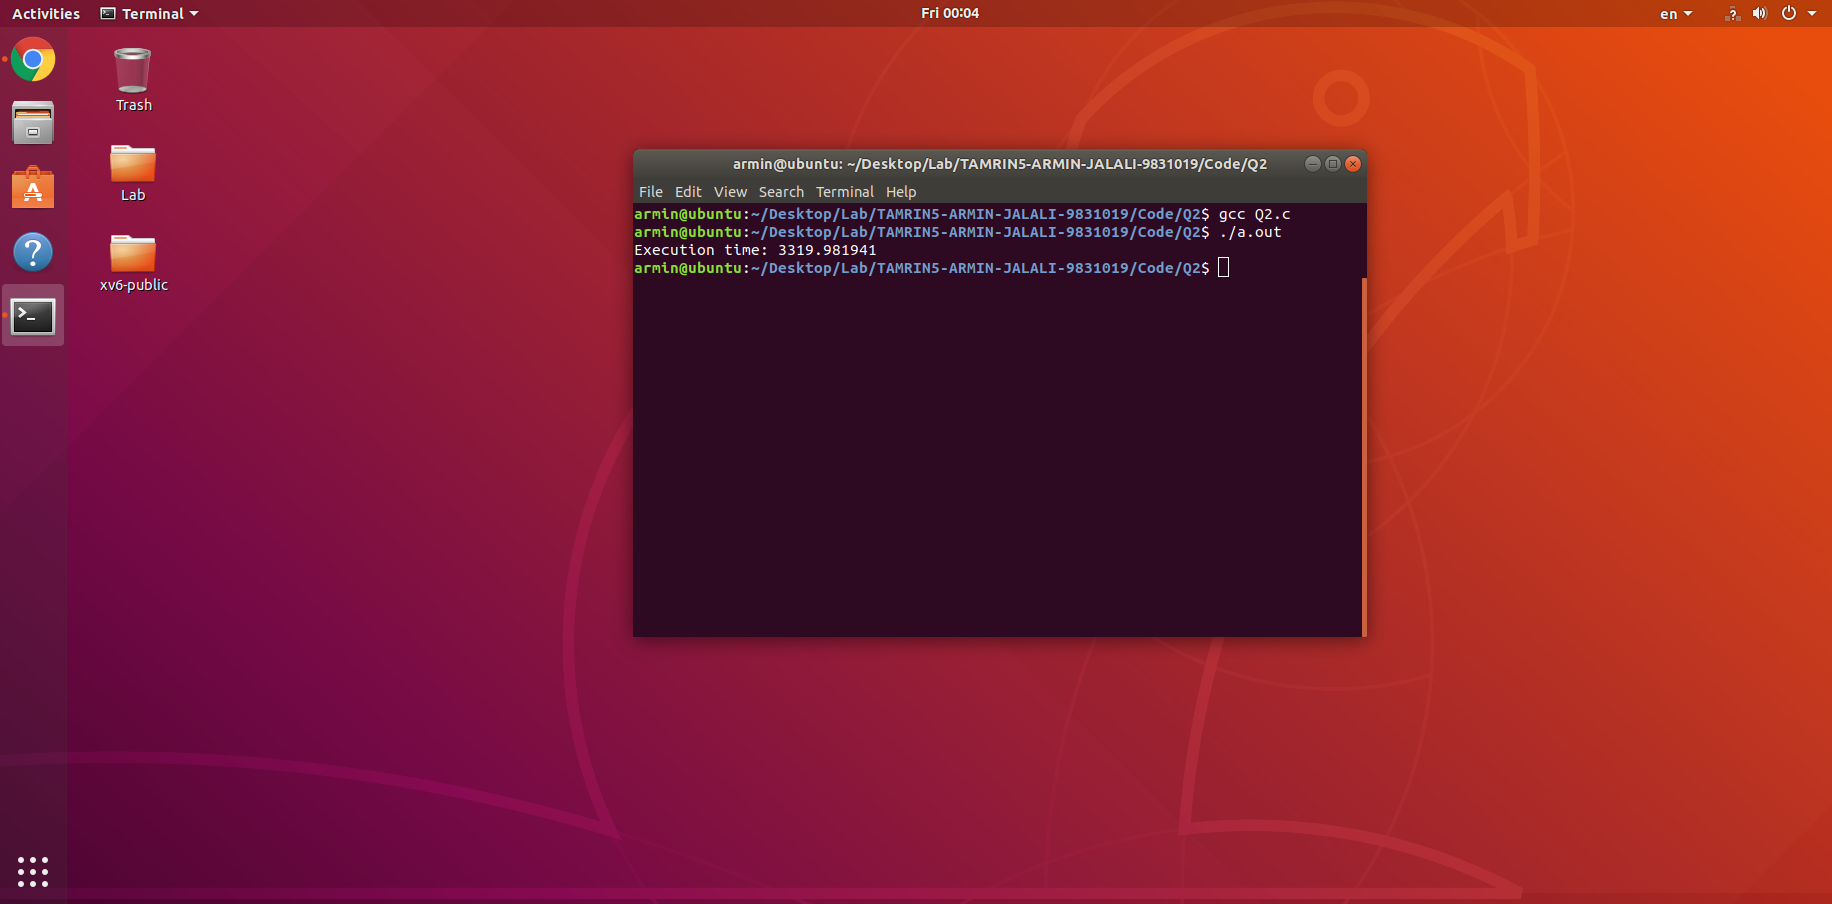 Activities Terminal Fri 00:04 en
Trash
Lab
xv6-public
armin@ubuntu: ~/Desktop/Lab/TAMRIN5-ARMIN-JALALI-9831019/Code/Q2
File Edit View Search Terminal Help
armin@ubuntu:~/Desktop/Lab/TAMRIN5-ARMIN-JALALI-9831019/Code/Q2$ gcc Q2.c
armin@ubuntu:~/Desktop/Lab/TAMRIN5-ARMIN-JALALI-9831019/Code/Q2$ ./a.out
Execution time: 3319.981941
armin@ubuntu:~/Desktop/Lab/TAMRIN5-ARMIN-JALALI-9831019/Code/Q2$